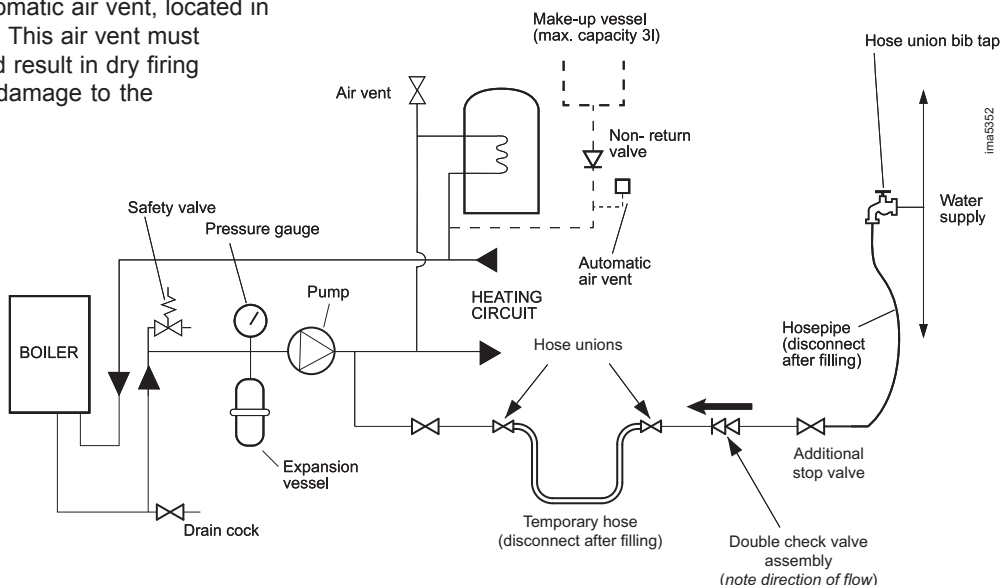 omatic air vent, located in
This air vent must
d result in dry firing
damage to the
Make-up vessel
(max. capacity 3l)
Hose union bib tap
Air vent
ima5352
Non- return
valve
Safety valve
Pressure gauge
Water
supply
Automatic
air vent
Pump
HEATING
CIRCUIT
BOILER
Hose unions
Hosepipe
(disconnect
after filling)
Additional
stop valve
Expansion
vessel
Drain cock
Temporary hose
(disconnect after filling)
Double check valve
assembly
(note direction of flow)